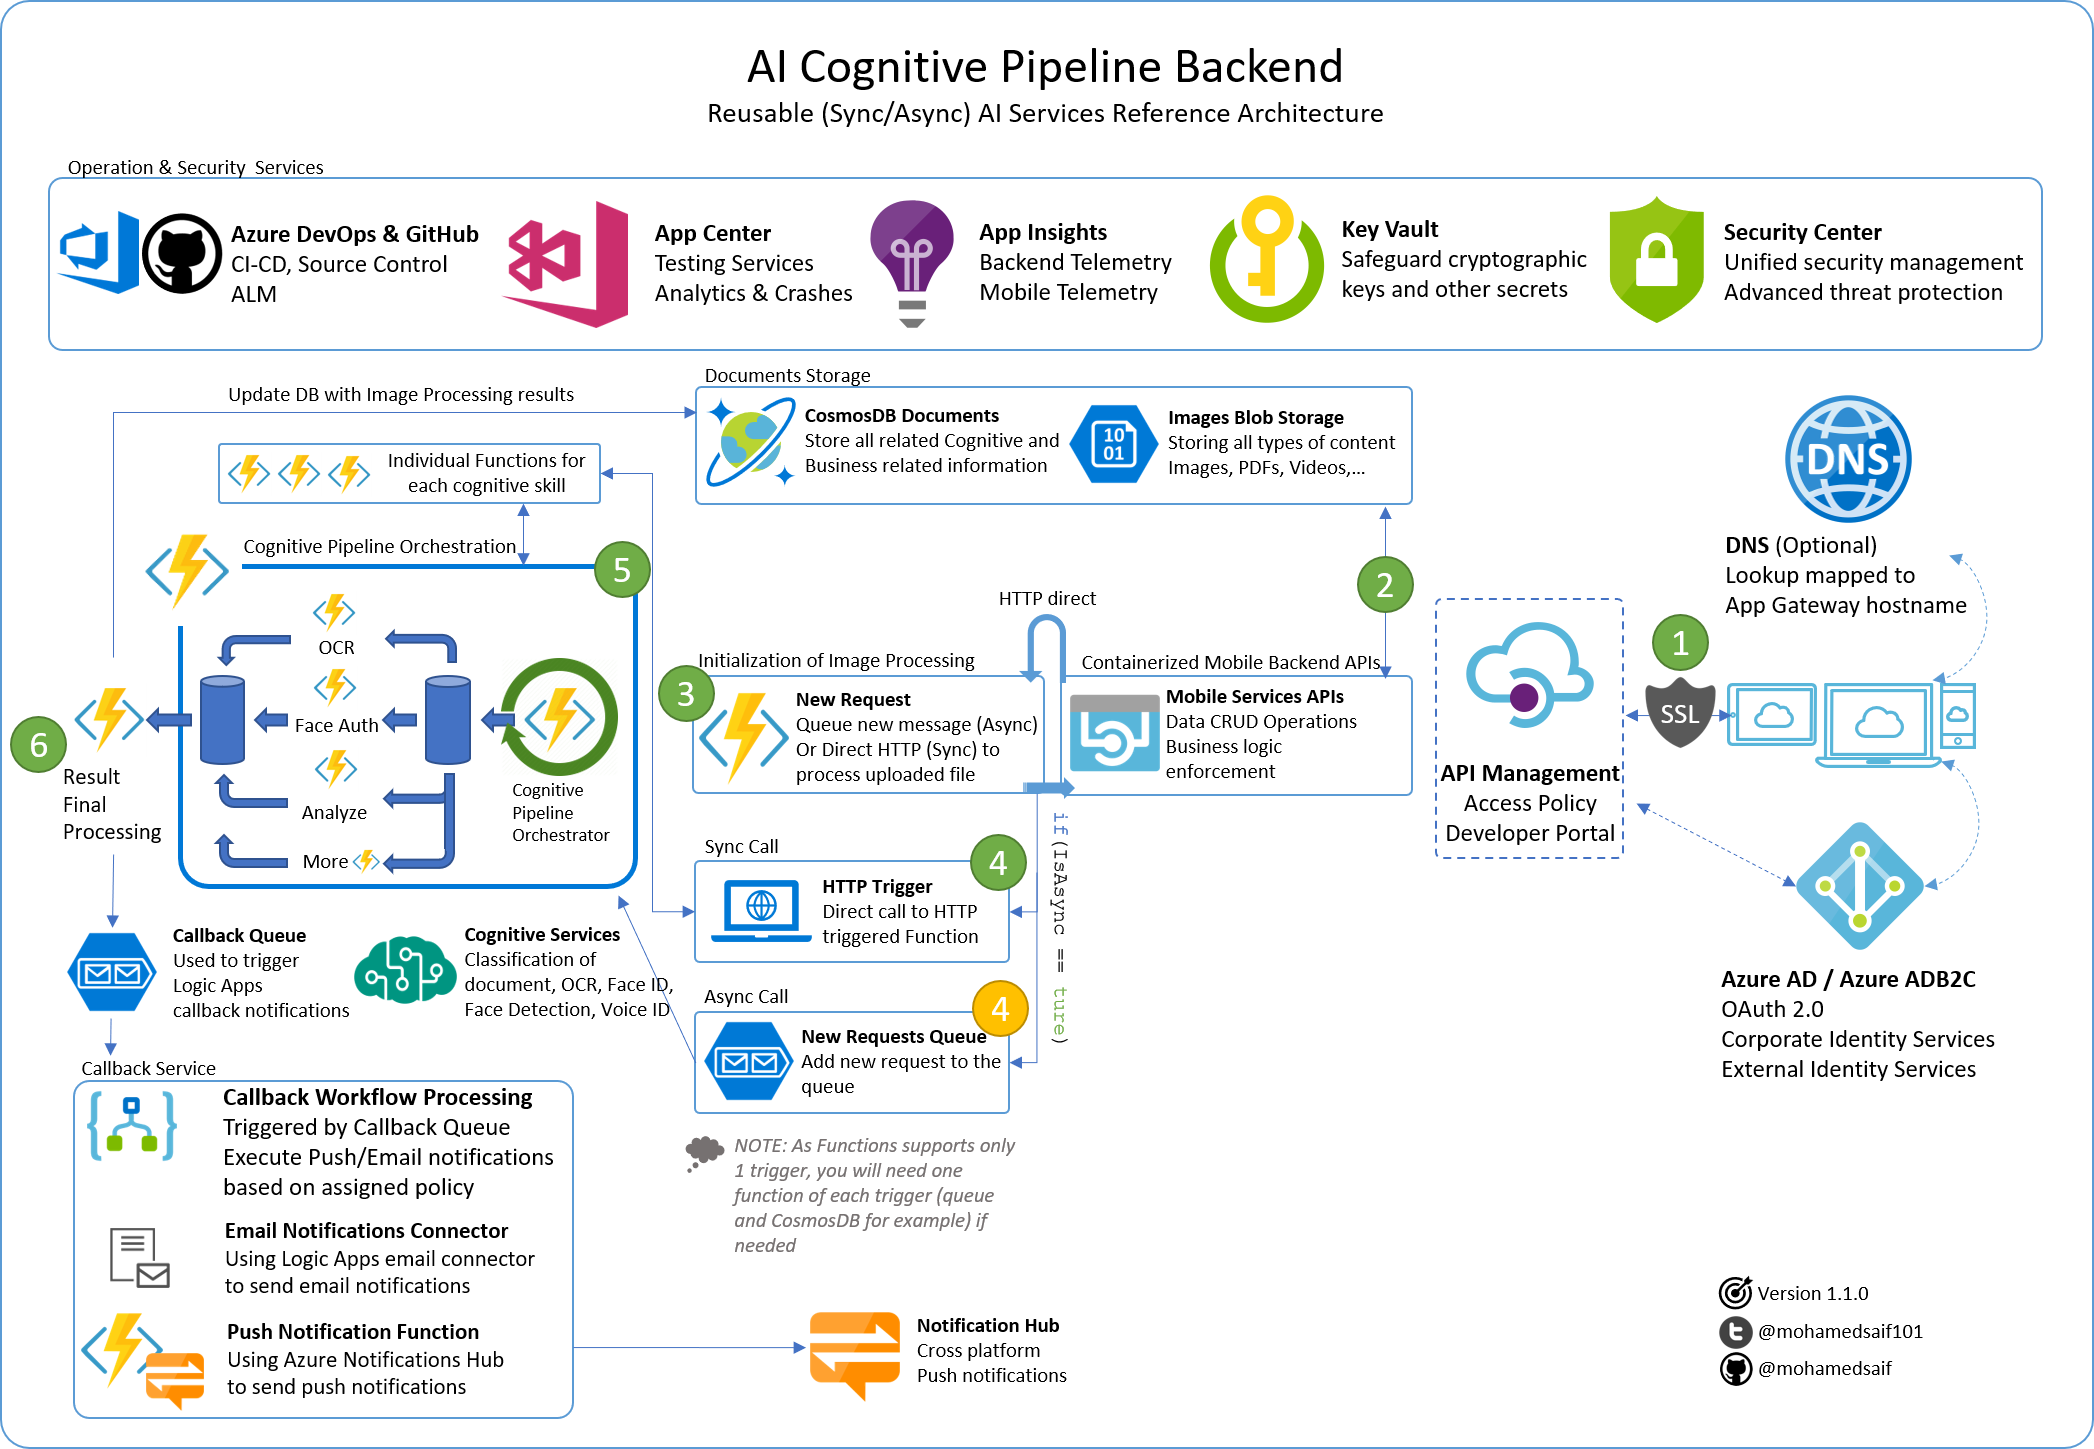 AI Cognitive Pipeline Backend
Reusable (Sync/Async) AI Services Reference Architecture
Operation & Security Services
Azure DevOps & GitHub
CI-CD, Source Control
ALM
App Center
Testing Services
Analytics & Crashes
App Insights
Backend Telemetry
Mobile Telemetry
Key Vault
Safeguard cryptographic
keys and other secrets
Security Center
Unified security management
Advanced threat protection
Update DB with Image Processing results
Documents Storage
CosmosDB Documents
Store all related Cognitive and
Business related information
10
01
Images Blob Storage
Storing all types of content
Images, PDFs, Videos,...
DNS
DNS (Optional)
Lookup mapped to
App Gateway hostname
Individual Functions for
each cognitive skill
Cognitive Pipeline Orchestration
5
OCR
Face Auth
Analyze
More
Cognitive
Pipeline
Orchestrator
6
Result
Final
Processing
HTTP direct
2
1
SSL
Initialization of Image Processing
3
New Request
Queue new message (Async)
Or Direct HTTP (Sync) to
process uploaded file
Containerized Mobile Backend APIs
Mobile Services APIs
Data CRUD Operations
Business logic
enforcement
API Management
Access Policy
Developer Portal
if(IsAsync == ture)
Sync Call
4
HTTP Trigger
Direct call to HTTP
triggered Function
Async Call
4
New Requests Queue
Add new request to the
queue
Callback Queue
Used to trigger
Logic Apps
callback notifications
Cognitive Services
Classification of
document, OCR, Face ID,
Face Detection, Voice ID
Azure AD / Azure ADB2C
OAuth 2.0
Corporate Identity Services
External Identity Services
Callback Service
Callback Workflow Processing
Triggered by Callback Queue
Execute Push/Email notifications
based on assigned policy
Email Notifications Connector
Using Logic Apps email connector
to send email notifications
Push Notification Function
Using Azure Notifications Hub
to send push notifications
NOTE: As Functions supports only
1 trigger, you will need one
function of each trigger (queue
and CosmosDB for example) if
needed
Notification Hub
Cross platform
Push notifications
Version 1.1.0
@mohamedsaif101
@mohamedsaif